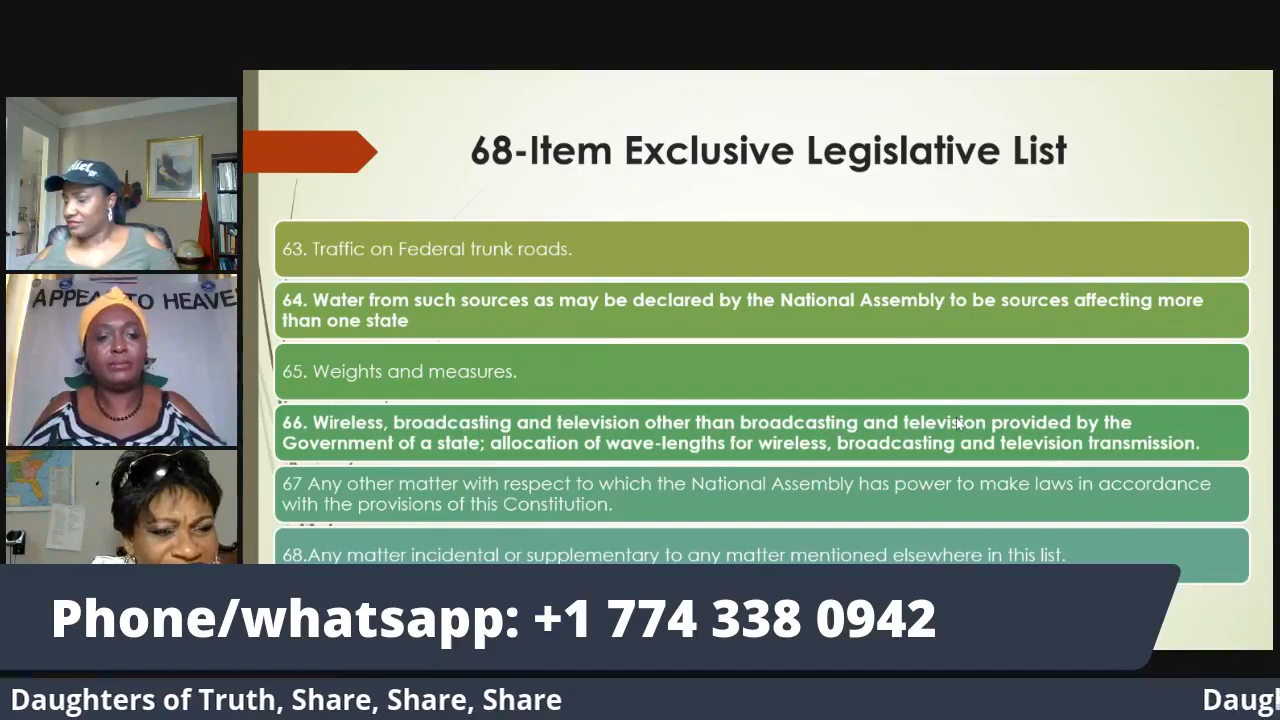 68-Item Exclusive Legislative List
63. Traffic on Federal trunk roads.
64. Water from such sources as may be declared by the National Assembly to be sources affecting more
than one state
65. Weights and measures.
66. Wireless, broadcasting and television other than broadcasting and television provided by the
Government of a state; allocation of wave-lengths for wireless, broadcasting and television transmission.
67 Any other matter with respect to which the National Assembly has power to make laws in accordance
with the provisions of this Constitution.
68.Any matter incidental or supplementary to any matter mentioned elsewhere in this list.
APPEA TO HEAVE
Phone/whatsapp: +1 774 338 0942
Daughters of Truth, Share, Share, Share
Daugh